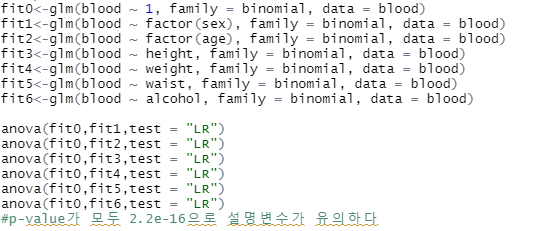 fit0<-glm(blood ~ 1, family = binomial, data = blood)
fit1<-glm(blood ~ factor(sex), family = binomial, data = blood)
fit2<-glm(blood ~ factor(age), family = binomial, data = blood)
fit3<-glm(blood ~ height, family = binomial, data = blood)
fit4<-glm(blood ~ weight, family = binomial, data = blood)
fit5<-glm(blood ~ waist, family = binomial, data = blood)
fit6<-glm(blood ~ alcohol, family = binomial, data = blood)
anova(fit0,fit1,test = "LR")
anova(fit0,fit2,test = "LR")
anova(fit0,fit3,test = "LR")
anova(fit0,fit4,test = "LR")
anova(fit0,fit5,test = "LR")
anova(fit0,fit6,test = "LR")
#p-value가 모두 2.2e-16으로 설명변수가 유의하다